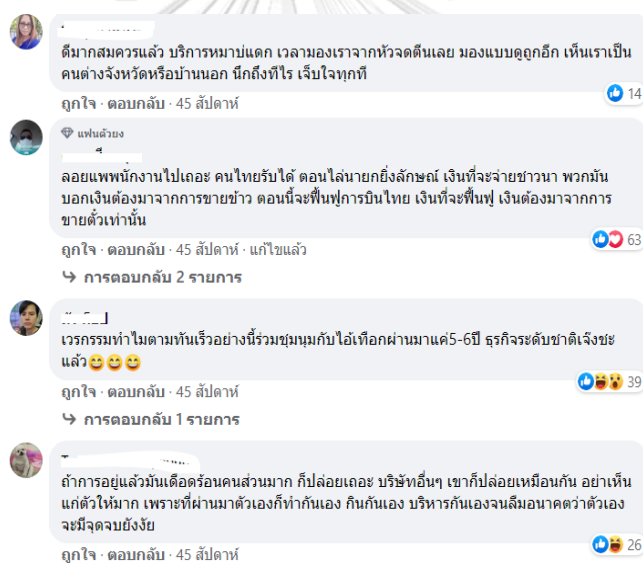 ดีมากสมควรแล้ว บริการหมาบ่แดก เวลามองเราจากหัวจดตีนเลย มองแบบดูถูกอีก เห็นเราเป็น
คนต่างจังหวัดหรือบ้านนอก นึกถึงทีไร เจ็บใจทุกที
14
ถูกใจ · ตอบกลับ · 45 สัปดาห์
แฟนตัวยง
ลอยแพพนักงานไปเถอะ คนไทยรับได้ ตอนไล่นายกยิ่งลักษณ์ เงินที่จะจ่ายชาวนา พวกมัน
บอกเงินต้องมาจากการขายข้าว ตอนนี้จะฟื้นฟูการบินไทย เงินที่จะฟื้นฟู เงินต้องมาจากการ
ขายตั๋วเท่านั้น
63
ถูกใจ · ตอบกลับ · 45 สัปดาห์ · แก้ไขแล้ว
การตอบกลับ 2 รายการ
เวรกรรมทำไมตามทันเร็วอย่างนี้ร่วมชุ่มนุมกับไอ้เทือกผ่านมาแค่5-6ปี ธุรกิจระดับชาติเจ๊งซะ
แล้ว😄😄😄
39
ถูกใจ · ตอบกลับ · 45 สัปดาห์
การตอบกลับ 1 รายการ
ถ้าการอยู่แล้วมันเดือดร้อนคนส่วนมาก ก็ปล่อยเถอะ บริษัทอื่นๆ เขาก็ปล่อยเหมือนกัน อย่าเห็น
แก่ตัวให้มาก เพราะที่ผ่านมาตัวเองก็ทำกันเอง กินกันเอง บริหารกันเองจนลืมอนาคตว่าตัวเอง
จะมีจุดจบยังงัย
26
ถูกใจ · ตอบกลับ · 45 สัปดาห์